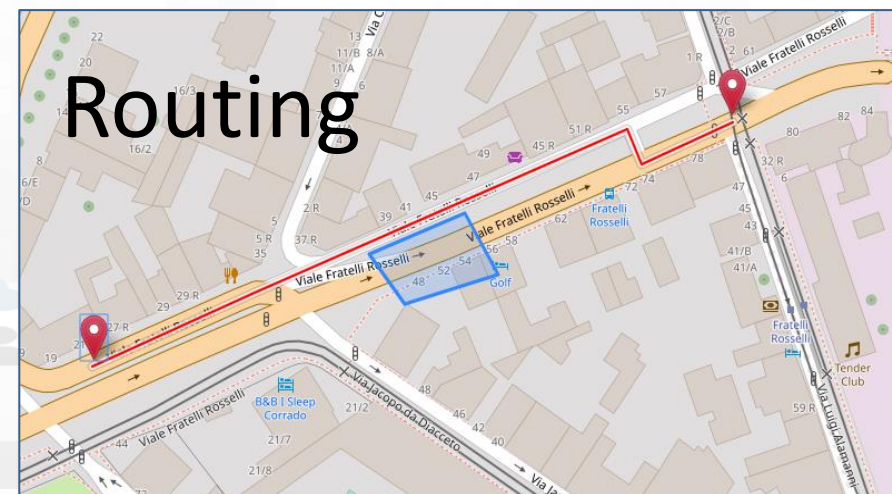 Routing
22
20
16/3
16/2
13
11/B 8/A
11/A
9
6
8
6/E
19
29
29 R
27 R
5
5 R
35
2 R
37 R
39
41
45
47
49
45 R
51 R
55
57
1 R
2/C
2/B
2
61
Viale Fratelli Rosselli
80
82
84
78
74
72
62
58
56
54
52
48
Fratelli
Rosselli
Golf
Viale Fratelli Rosselli
Viale Fratelli Rosselli
32 R
6
47
45
43
41/B
41/A
Fratelli
Rosselli
Tender
Club
59 R
Via Luigi Alamanni
B&B I Sleep
Corrado
Via Jacopo da Diacceto
48
46
42
40
21/2
21/7
21/8
44
Viale Fratelli Rosselli